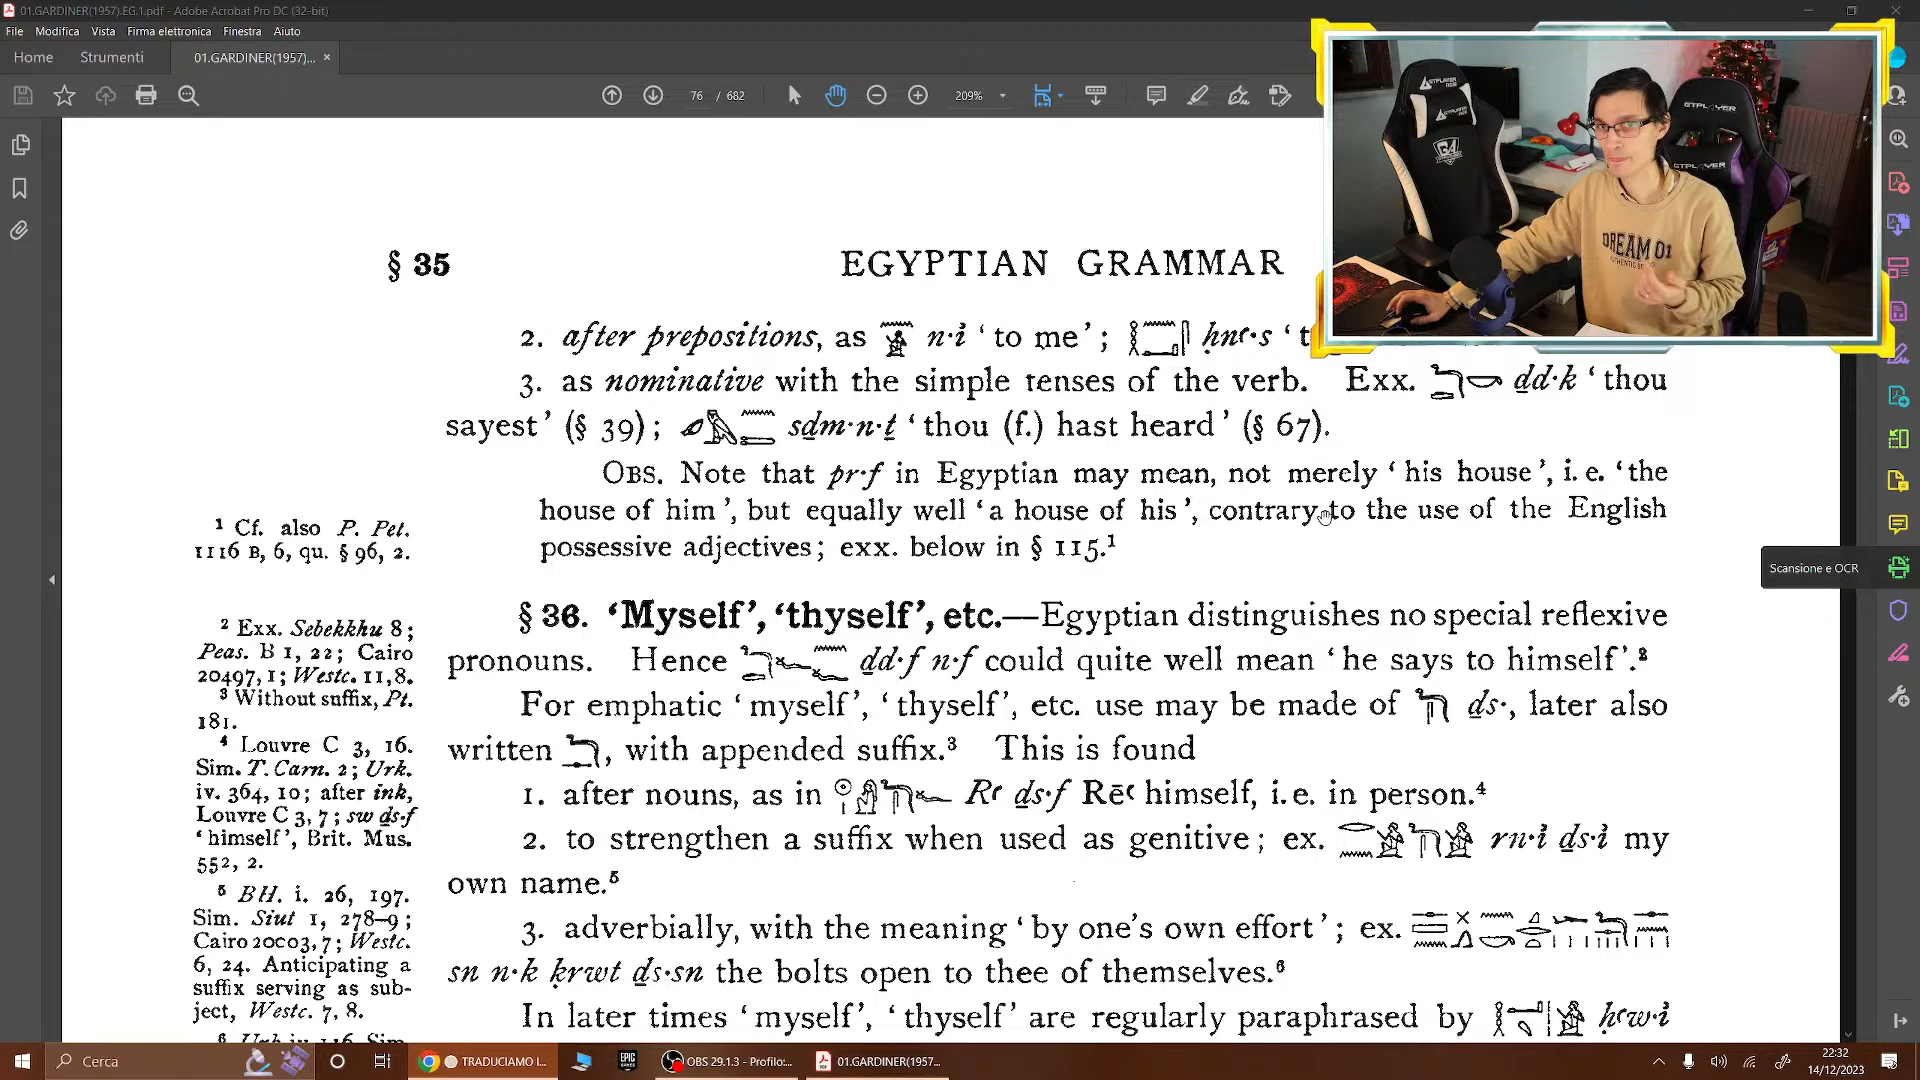 01.GARDINER(1957).EG.1.pdf - Adobe Acrobat Pro DC (32-bit)
File Modifica Vista Firma elettronica Finestra Aiuto
Home Strumenti 01.GARDINER(1957)... ×
76 / 682 209%
GTPLAYER
GTPLAYER
DREAM 01
AUTHENTIC
§ 35 EGYPTIAN GRAMMAR
2. after prepositions, as n·ỉ ‘to me’; ḥnꜥ·s
3. as nominative with the simple tenses of the verb. Exx. ḏd·k ‘thou
sayest’ (§ 39); sḏm·n·ṯ ‘thou (f.) hast heard’ (§ 67).
OBS. Note that pr·f in Egyptian may mean, not merely ‘his house’, i. e. ‘the
house of him’, but equally well ‘a house of his’, contrary to the use of the English
possessive adjectives; exx. below in § 115.¹
¹ Cf. also P. Pet.
1116 B, 6, qu. § 96, 2.
Scansione e OCR
§ 36. ‘Myself’, ‘thyself’, etc.—Egyptian distinguishes no special reflexive
pronouns. Hence ḏd·f n·f could quite well mean ‘he says to himself’.²
For emphatic ‘myself’, ‘thyself’, etc. use may be made of ḏs·, later also
written , with appended suffix.³ This is found
1. after nouns, as in Rꜥ ḏs·f Rēꜥ himself, i.e. in person.⁴
2. to strengthen a suffix when used as genitive; ex. rn·ỉ ḏs·ỉ my
own name.⁵
3. adverbially, with the meaning ‘by one’s own effort’; ex.
sn n·k ḳrwt ḏs·sn the bolts open to thee of themselves.⁶
In later times ‘myself’, ‘thyself’ are regularly paraphrased by ḥꜥw·ỉ
² Exx. Sebekkhu 8;
Peas. B 1, 22; Cairo
20497, 1; Westc. 11, 8.
³ Without suffix, Pt.
181.
⁴ Louvre C 3, 16.
Sim. T. Carn. 2; Urk.
iv. 364, 10; after ink,
Louvre C 3, 7; sw ḏs·f
‘himself’, Brit. Mus.
552, 2.
⁵ BH. i. 26, 197.
Sim. Siut 1, 278–9;
Cairo 20003, 7; Westc.
6, 24. Anticipating a
suffix serving as sub-
ject, Westc. 7, 8.
Cerca TRADUCIAMO I... EPIC GAMES OBS 29.1.3 - Profilo:... 01.GARDINER(1957)...
22:32
14/12/2023